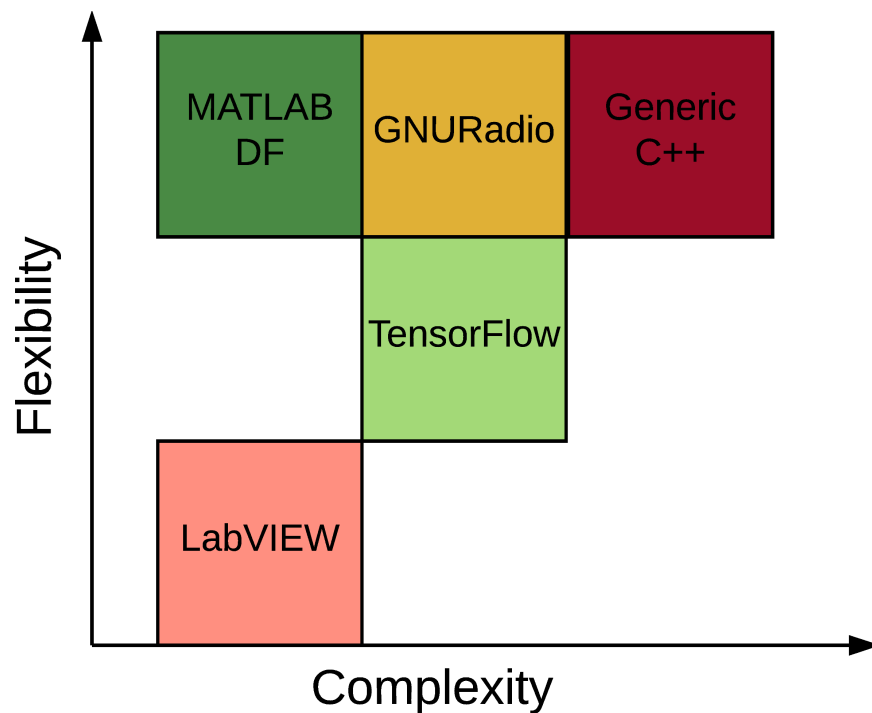 MATLAB
DF
GNURadio
Generic
C++
TensorFlow
LabVIEW
Flexibility
Complexity